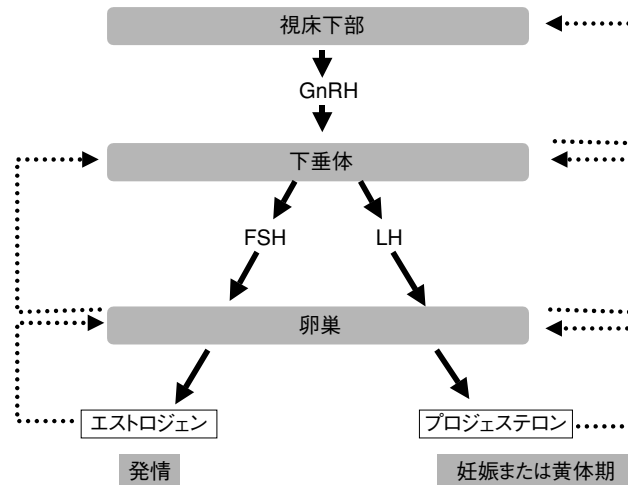 視床下部
GnRH
下垂体
FSH LH
卵巣
エストロジェン プロジェステロン
発情 妊娠または黄体期